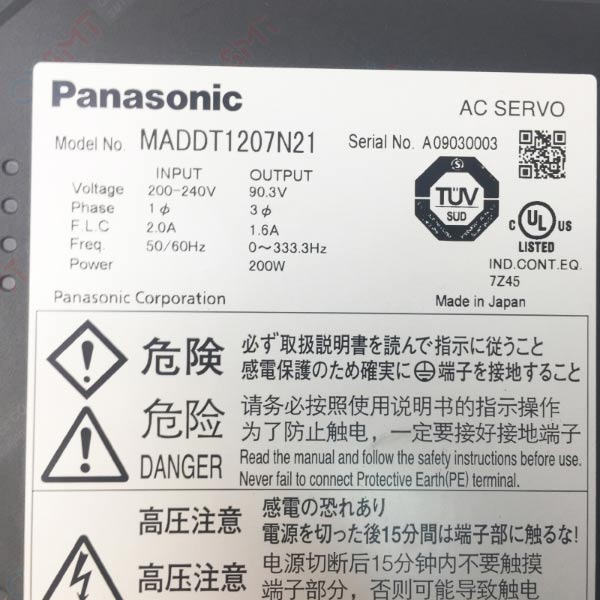 Panasonic
AC SERVO
Model No. MADDT1207N21
Serial No. A09030003
INPUT OUTPUT
Voltage 200-240V 90.3V
Phase 1ϕ 3ϕ
F.L.C 2.0A 1.6A
Freq. 50/60Hz 0~333.3Hz
Power 200W
TÜV
SÜD
C UL US
LISTED
IND.CONT.EQ.
7Z45
Panasonic Corporation
Made in Japan
危険
必ず取扱説明書を読んで指示に従うこと
感電保護のため確実に⏚端子を接地すること
危险
请务必按照使用说明书的指示操作
为了防止触电，一定要接好接地端子
DANGER
Read the manual and follow the safety instructions before use.
Never fail to connect Protective Earth(PE) terminal.
高圧注意
感電の恐れあり
電源を切った後15分間は端子部に触るな!
高压注意
电源切断后15分钟内不要触摸
端子部分，否则可能导致触电